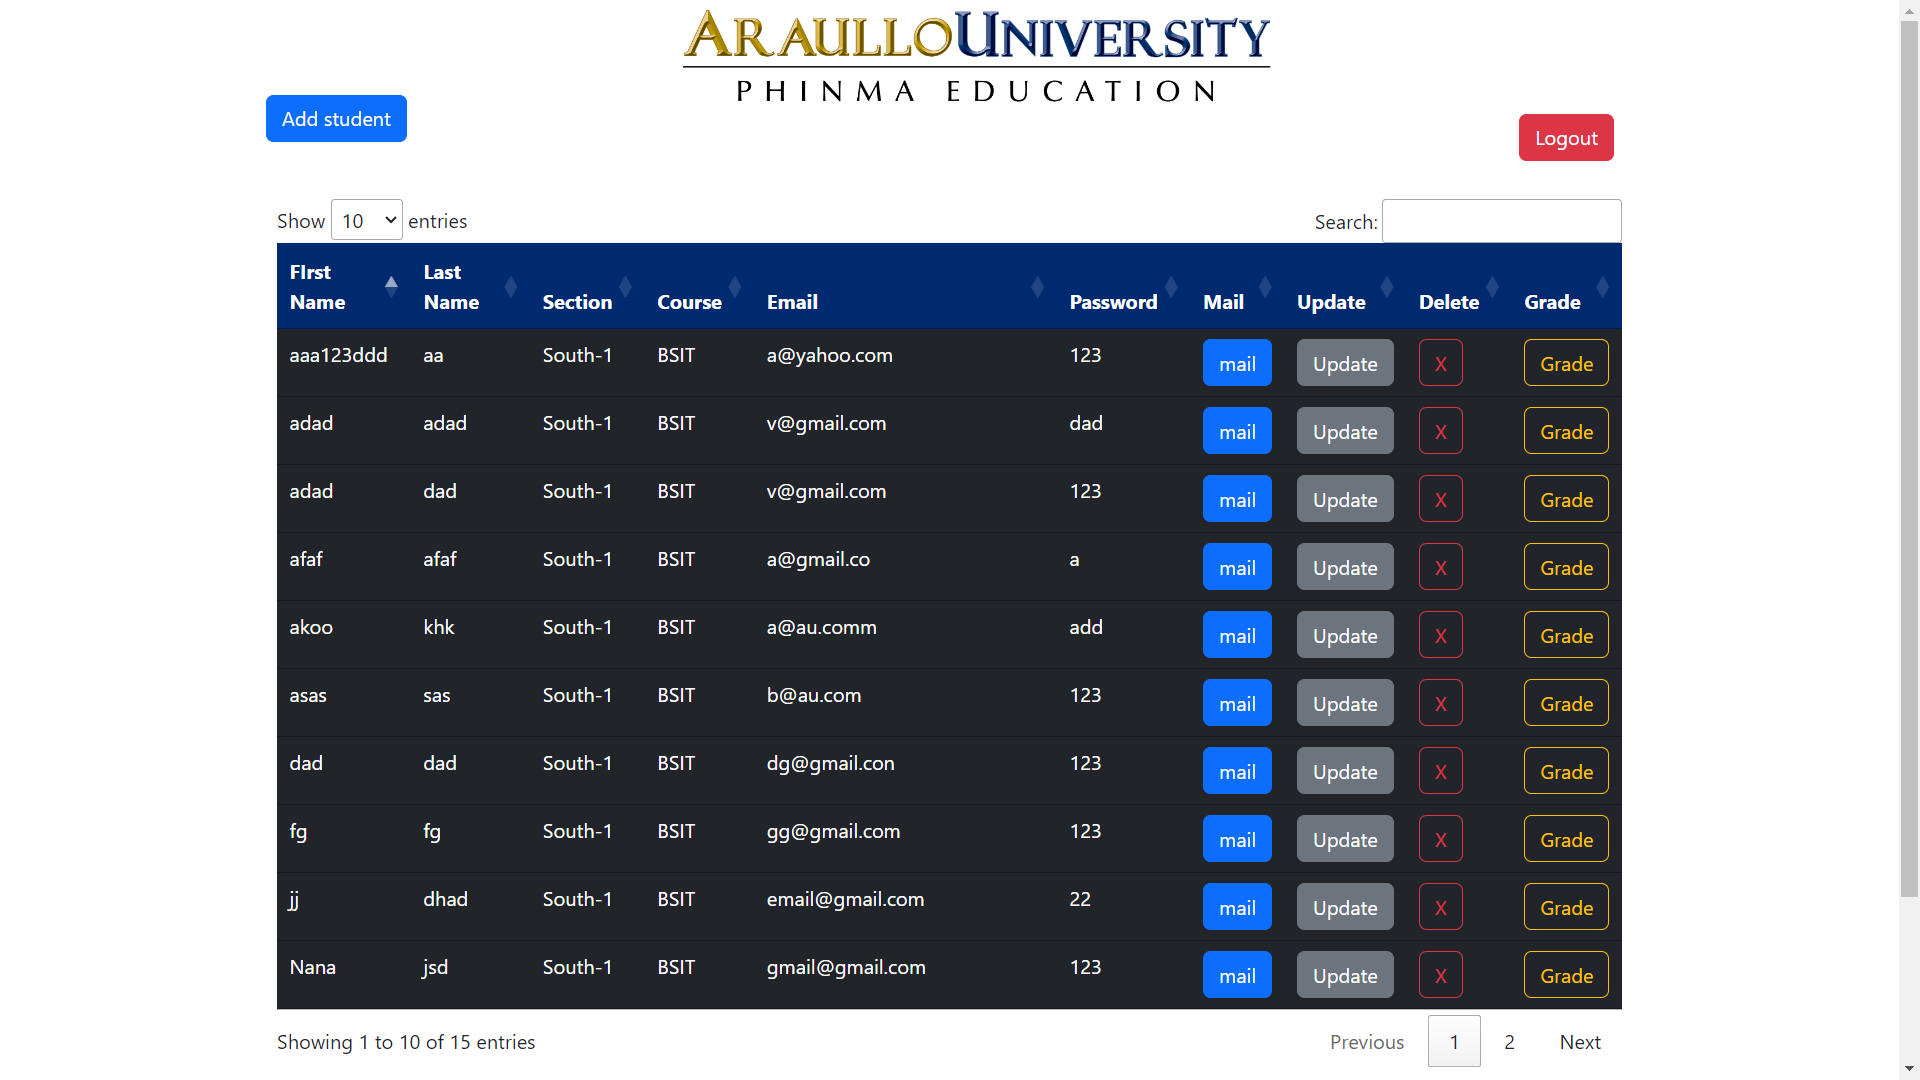 ARAULLOUNIVERSITY
PHINMA EDUCATION
Add student
Logout
Show 10 entries
Search:
FIrst Name Last Name Section Course Email Password Mail Update Delete Grade
aaa123ddd aa South-1 BSIT a@yahoo.com 123 mail Update X Grade
adad adad South-1 BSIT v@gmail.com dad mail Update X Grade
adad dad South-1 BSIT v@gmail.com 123 mail Update X Grade
afaf afaf South-1 BSIT a@gmail.co a mail Update X Grade
akoo khk South-1 BSIT a@au.comm add mail Update X Grade
asas sas South-1 BSIT b@au.com 123 mail Update X Grade
dad dad South-1 BSIT dg@gmail.con 123 mail Update X Grade
fg fg South-1 BSIT gg@gmail.com 123 mail Update X Grade
jj dhad South-1 BSIT email@gmail.com 22 mail Update X Grade
Nana jsd South-1 BSIT gmail@gmail.com 123 mail Update X Grade
Showing 1 to 10 of 15 entries
Previous 1 2 Next